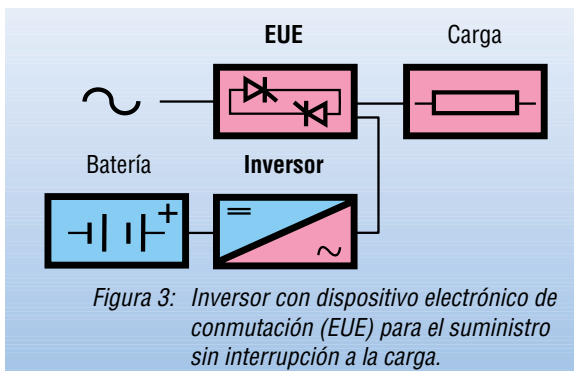 EUE
Carga
Batería
Inversor
Figura 3: Inversor con dispositivo electrónico de
conmutación (EUE) para el suministro
sin interrupción a la carga.